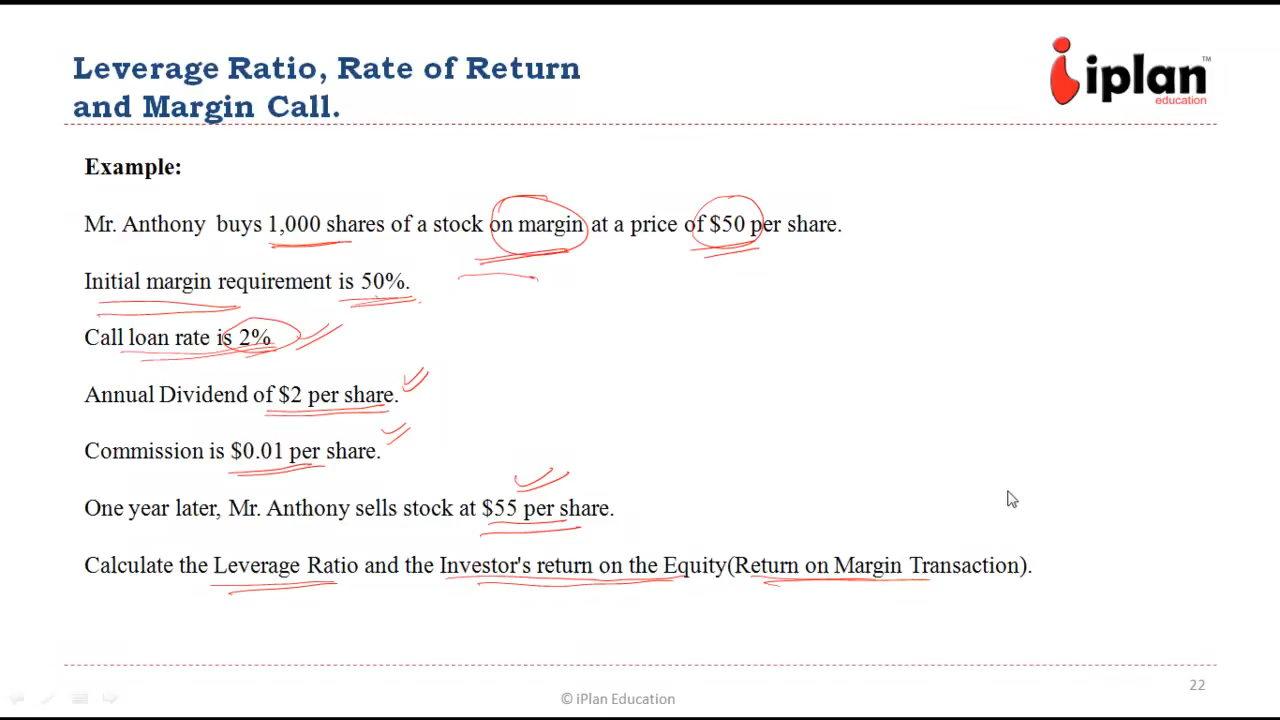 Leverage Ratio, Rate of Return
and Margin Call.
iplan™
education
Example:
Mr. Anthony buys 1,000 shares of a stock on margin at a price of $50 per share.
Initial margin requirement is 50%.
Call loan rate is 2%
Annual Dividend of $2 per share.
Commission is $0.01 per share.
One year later, Mr. Anthony sells stock at $55 per share.
Calculate the Leverage Ratio and the Investor's return on the Equity(Return on Margin Transaction).
© iPlan Education
22